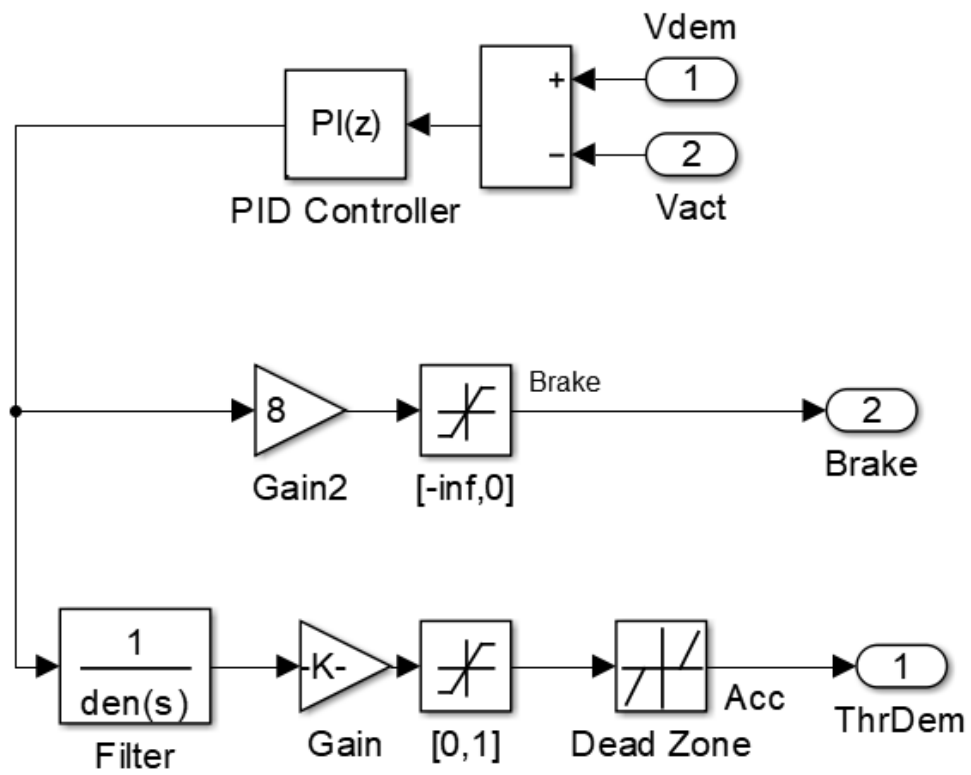 Vdem
1
+
PI(z)
−
2
PID Controller
Vact
Brake
8
2
Gain2
[-inf,0]
Brake
1
den(s)
-K-
1
Acc
ThrDem
Filter
Gain
[0,1]
Dead Zone